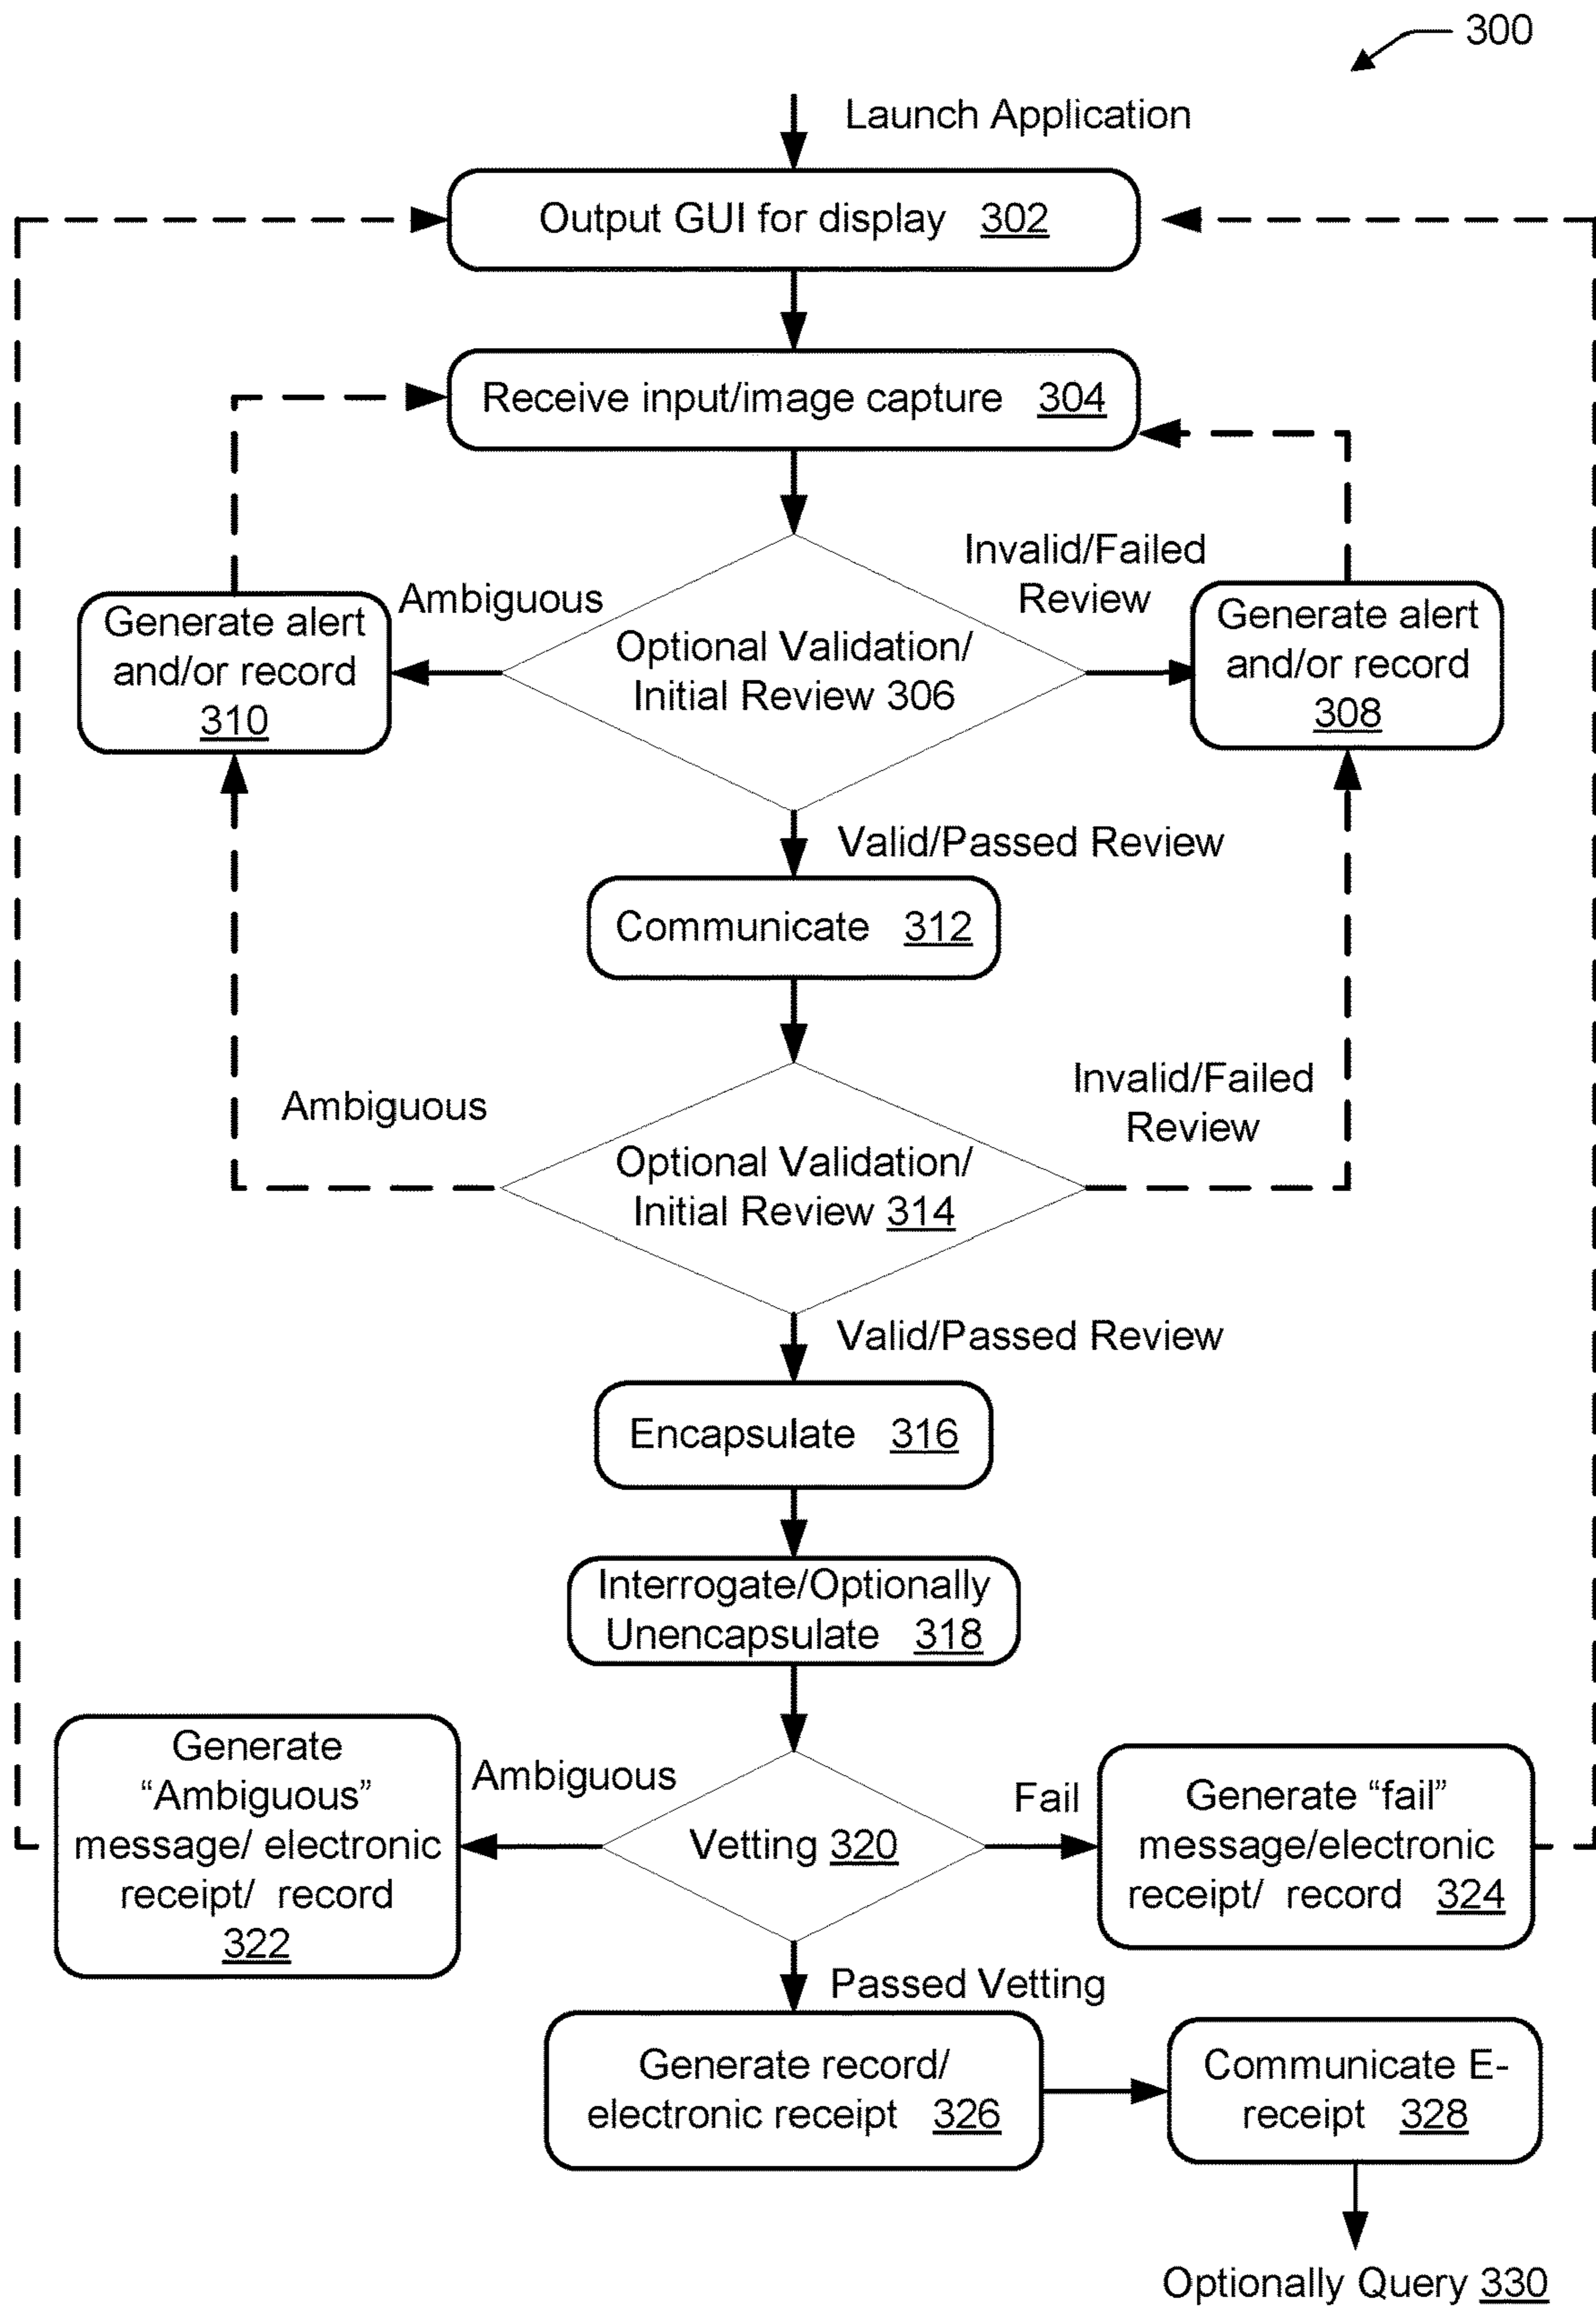 300
Launch Application
Output GUI for display 302
Receive input/image capture 304
Invalid/Failed
Review
Ambiguous
Generate alert
and/or record
310
Optional Validation/
Initial Review 306
Generate alert
and/or record
308
Valid/Passed Review
Communicate 312
Ambiguous
Invalid/Failed
Review
Optional Validation/
Initial Review 314
Valid/Passed Review
Encapsulate 316
Interrogate/Optionally
Unencapsulate 318
Generate
“Ambiguous”
message/ electronic
receipt/ record
322
Ambiguous
Vetting 320
Fail
Generate “fail”
message/electronic
receipt/ record 324
Passed Vetting
Generate record/
electronic receipt 326
Communicate E-
receipt 328
Optionally Query 330